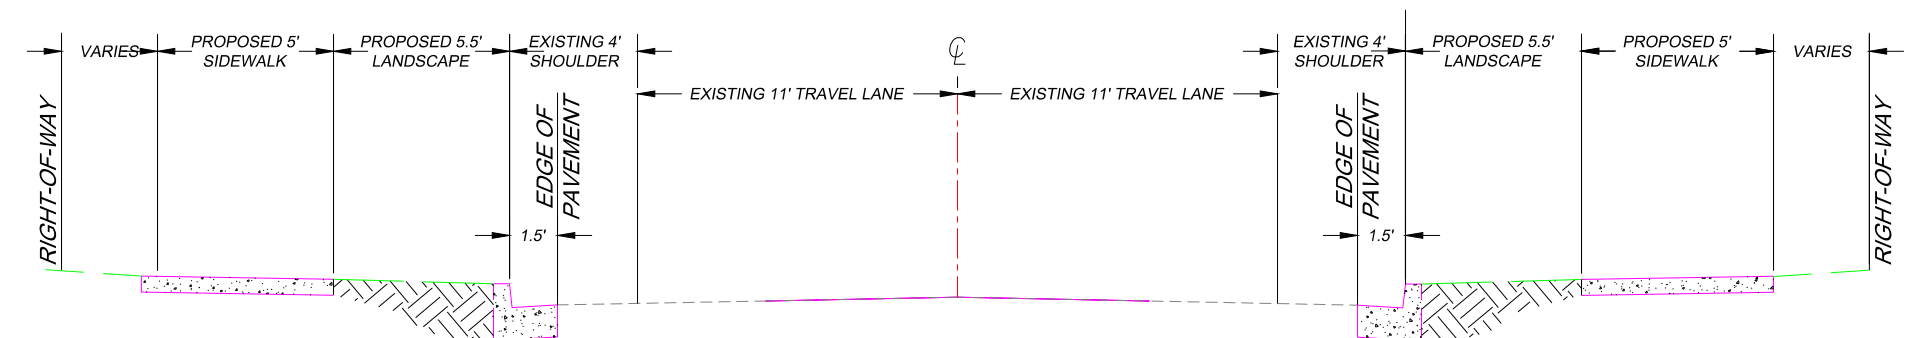 VARIES
PROPOSED 5'
SIDEWALK
PROPOSED 5.5'
LANDSCAPE
EXISTING 4'
SHOULDER
℄
EXISTING 4'
SHOULDER
PROPOSED 5.5'
LANDSCAPE
PROPOSED 5'
SIDEWALK
VARIES
EXISTING 11' TRAVEL LANE
EXISTING 11' TRAVEL LANE
RIGHT-OF-WAY
EDGE OF
PAVEMENT
EDGE OF
PAVEMENT
RIGHT-OF-WAY
1.5'
1.5'